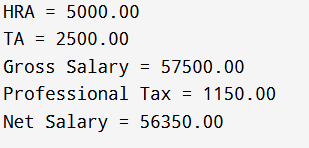 HRA = 5000.00
TA = 2500.00
Gross Salary = 57500.00
Professional Tax = 1150.00
Net Salary = 56350.00